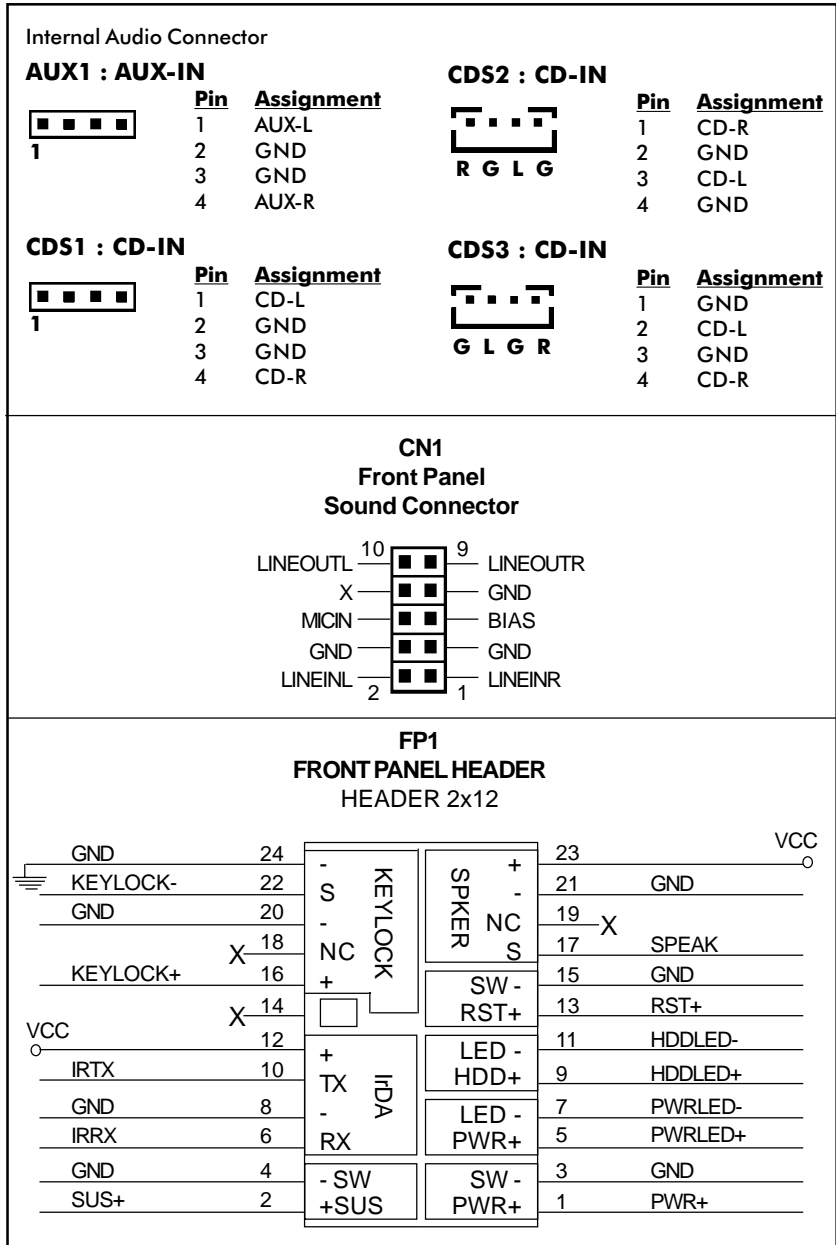 Internal Audio Connector
AUX1 : AUX-IN
Pin Assignment
1 AUX-L
2 GND
3 GND
4 AUX-R
1
CDS2 : CD-IN
Pin Assignment
1 CD-R
2 GND
3 CD-L
4 GND
R G L G
CDS1 : CD-IN
Pin Assignment
1 CD-L
2 GND
3 GND
4 CD-R
1
CDS3 : CD-IN
Pin Assignment
1 GND
2 CD-L
3 GND
4 CD-R
G L G R
CN1
Front Panel
Sound Connector
LINEOUTL 10 9 LINEOUTR
X GND
MICIN BIAS
GND GND
LINEINL 2 1 LINEINR
FP1
FRONT PANEL HEADER
HEADER 2x12
GND 24 - + 23 VCC
KEYLOCK- 22 S - 21 GND
GND 20 - NC 19 X
X 18 NC S 17 SPEAK
KEYLOCK
SPKER
KEYLOCK+ 16 + SW - 15 GND
X 14 RST+ 13 RST+
VCC 12 + LED - 11 HDDLED-
IRTX 10 TX HDD+ 9 HDDLED+
IrDA
GND 8 - LED - 7 PWRLED-
IRRX 6 RX PWR+ 5 PWRLED+
GND 4 - SW SW - 3 GND
SUS+ 2 +SUS PWR+ 1 PWR+